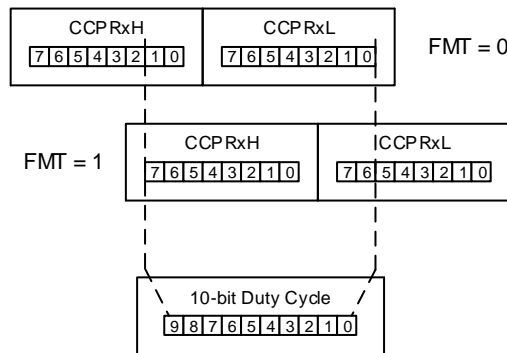 CCPRxH CCPRxL
7 6 5 4 3 2 1 0 7 6 5 4 3 2 1 0 FMT = 0
CCPRxH CCPRxL
FMT = 1 7 6 5 4 3 2 1 0 7 6 5 4 3 2 1 0
10-bit Duty Cycle
9 8 7 6 5 4 3 2 1 0